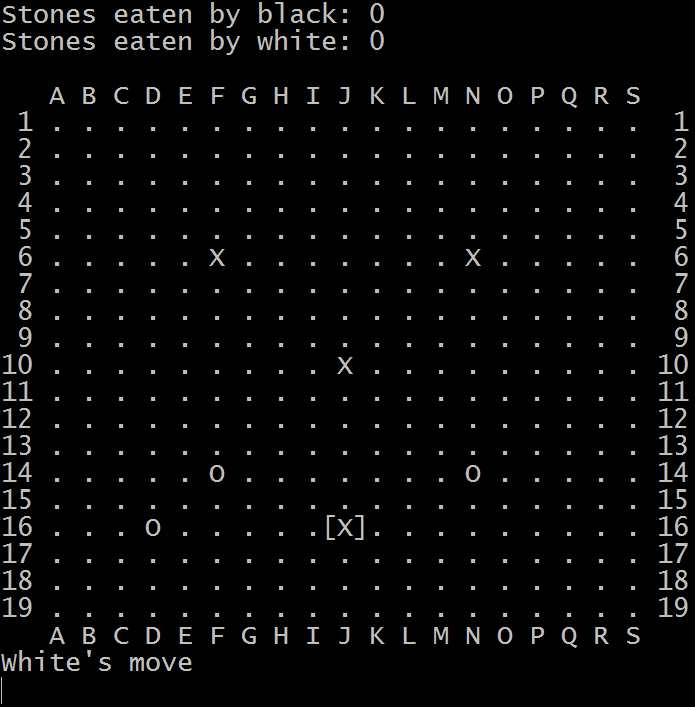 Stones eaten by black: 0
Stones eaten by white: 0
A B C D E F G H I J K L M N O P Q R S
1 . . . . . . . . . . . . . . . . . . . 1
2 . . . . . . . . . . . . . . . . . . . 2
3 . . . . . . . . . . . . . . . . . . . 3
4 . . . . . . . . . . . . . . . . . . . 4
5 . . . . . . . . . . . . . . . . . . . 5
6 . . . . . X . . . . . . . X . . . . . 6
7 . . . . . . . . . . . . . . . . . . . 7
8 . . . . . . . . . . . . . . . . . . . 8
9 . . . . . . . . . . . . . . . . . . . 9
10 . . . . . . . . . X . . . . . . . . . 10
11 . . . . . . . . . . . . . . . . . . . 11
12 . . . . . . . . . . . . . . . . . . . 12
13 . . . . . . . . . . . . . . . . . . . 13
14 . . . . . O . . . . . . . O . . . . . 14
15 . . . . . . . . . . . . . . . . . . . 15
16 . . . O . . . . .[X]. . . . . . . . . 16
17 . . . . . . . . . . . . . . . . . . . 17
18 . . . . . . . . . . . . . . . . . . . 18
19 . . . . . . . . . . . . . . . . . . . 19
A B C D E F G H I J K L M N O P Q R S
White's move